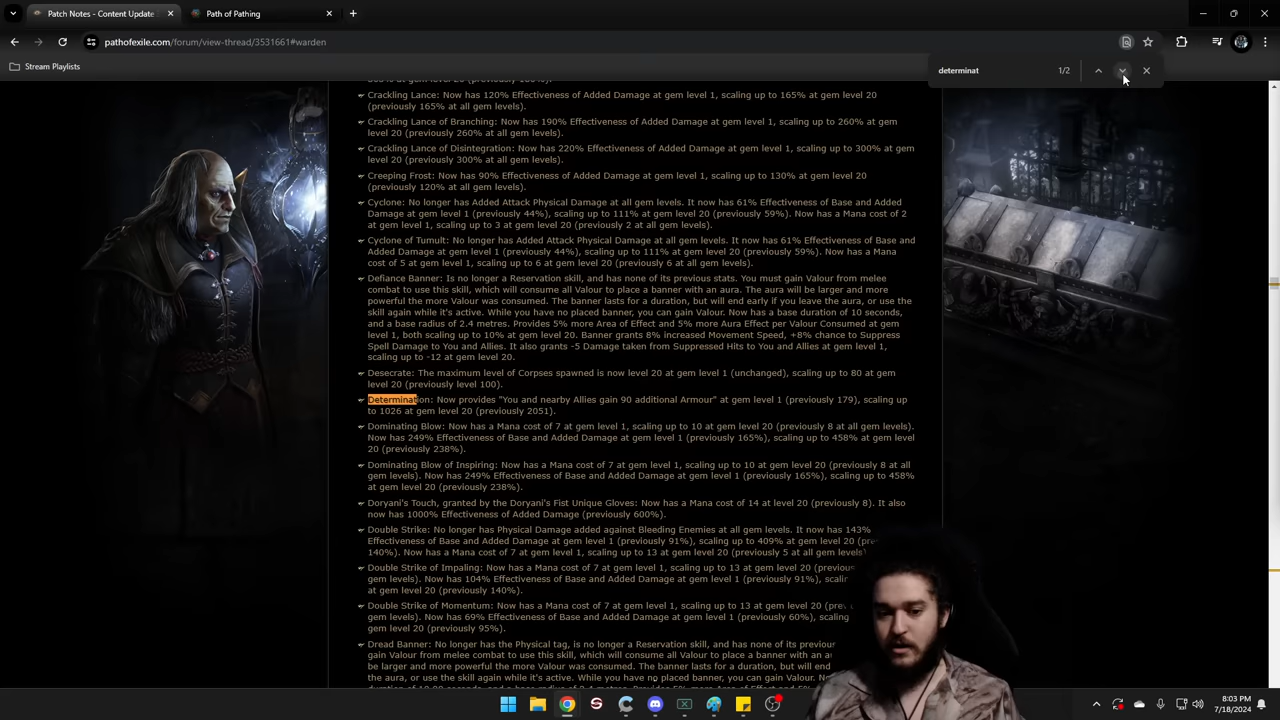 Patch Notes - Content Update
Path of Pathing
pathofexile.com/forum/view-thread/3531661#warden
Stream Playlists
determinat 1/2
Crackling Lance: Now has 120% Effectiveness of Added Damage at gem level 1, scaling up to 165% at gem level 20
(previously 165% at all gem levels).
Crackling Lance of Branching: Now has 190% Effectiveness of Added Damage at gem level 1, scaling up to 260% at gem
level 20 (previously 260% at all gem levels).
Crackling Lance of Disintegration: Now has 220% Effectiveness of Added Damage at gem level 1, scaling up to 300% at gem
level 20 (previously 300% at all gem levels).
Creeping Frost: Now has 90% Effectiveness of Added Damage at gem level 1, scaling up to 130% at gem level 20
(previously 120% at all gem levels).
Cyclone: No longer has Added Attack Physical Damage at all gem levels. It now has 61% Effectiveness of Base and Added
Damage at gem level 1 (previously 44%), scaling up to 111% at gem level 20 (previously 59%). Now has a Mana cost of 2
at gem level 1, scaling up to 3 at gem level 20 (previously 2 at all gem levels).
Cyclone of Tumult: No longer has Added Attack Physical Damage at all gem levels. It now has 61% Effectiveness of Base and
Added Damage at gem level 1 (previously 44%), scaling up to 111% at gem level 20 (previously 59%). Now has a Mana
cost of 5 at gem level 1, scaling up to 6 at gem level 20 (previously 6 at all gem levels).
Defiance Banner: Is no longer a Reservation skill, and has none of its previous stats. You must gain Valour from melee
combat to use this skill, which will consume all Valour to place a banner with an aura. The aura will be larger and more
powerful the more Valour was consumed. The banner lasts for a duration, but will end early if you leave the aura, or use the
skill again while it's active. While you have no placed banner, you can gain Valour. Now has a base duration of 10 seconds,
and a base radius of 2.4 metres. Provides 5% more Area of Effect and 5% more Aura Effect per Valour Consumed at gem
level 1, both scaling up to 10% at gem level 20. Banner grants 8% increased Movement Speed, +8% chance to Suppress
Spell Damage to You and Allies. It also grants -5 Damage taken from Suppressed Hits to You and Allies at gem level 1,
scaling up to -12 at gem level 20.
Desecrate: The maximum level of Corpses spawned is now level 20 at gem level 1 (unchanged), scaling up to 80 at gem
level 20 (previously level 100).
Determination: Now provides "You and nearby Allies gain 90 additional Armour" at gem level 1 (previously 179), scaling up
to 1026 at gem level 20 (previously 2051).
Dominating Blow: Now has a Mana cost of 7 at gem level 1, scaling up to 10 at gem level 20 (previously 8 at all gem levels).
Now has 249% Effectiveness of Base and Added Damage at gem level 1 (previously 165%), scaling up to 458% at gem level
20 (previously 238%).
Dominating Blow of Inspiring: Now has a Mana cost of 7 at gem level 1, scaling up to 10 at gem level 20 (previously 8 at all
gem levels). Now has 249% Effectiveness of Base and Added Damage at gem level 1 (previously 165%), scaling up to 458%
at gem level 20 (previously 238%).
Doryani's Touch, granted by the Doryani's Fist Unique Gloves: Now has a Mana cost of 14 at level 20 (previously 8). It also
now has 1000% Effectiveness of Added Damage (previously 600%).
Double Strike: No longer has Physical Damage added against Bleeding Enemies at all gem levels. It now has 143%
Effectiveness of Base and Added Damage at gem level 1 (previously 91%), scaling up to 409% at gem level 20 (pre
140%). Now has a Mana cost of 7 at gem level 1, scaling up to 13 at gem level 20 (previously 5 at all gem levels)
Double Strike of Impaling: Now has a Mana cost of 7 at gem level 1, scaling up to 13 at gem level 20 (previous
gem levels). Now has 104% Effectiveness of Base and Added Damage at gem level 1 (previously 91%), scalin
at gem level 20 (previously 140%).
Double Strike of Momentum: Now has a Mana cost of 7 at gem level 1, scaling up to 13 at gem level 20 (prev
gem levels). Now has 69% Effectiveness of Base and Added Damage at gem level 1 (previously 60%), scaling
gem level 20 (previously 95%).
Dread Banner: No longer has the Physical tag, is no longer a Reservation skill, and has none of its previous
gain Valour from melee combat to use this skill, which will consume all Valour to place a banner with an au
be larger and more powerful the more Valour was consumed. The banner lasts for a duration, but will end
the aura, or use the skill again while it's active. While you have no placed banner, you can gain Valour. N
8:03 PM
7/18/2024